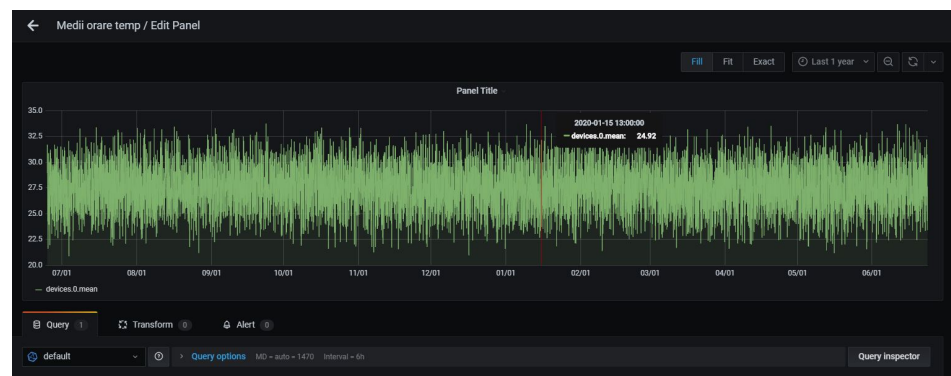 Medii orare temp / Edit Panel
Fill Fit Exact Last 1 year
Panel Title
35.0
32.5
30.0
27.5
25.0
22.5
20.0
2020-01-15 13:00:00
devices.0.mean: 24.92
07/01 08/01 09/01 10/01 11/01 12/01 01/01 02/01 03/01 04/01 05/01 06/01
devices.0.mean
Query 1 Transform 0 Alert 0
default > Query options MD = auto = 1470 Interval = 6h Query inspector